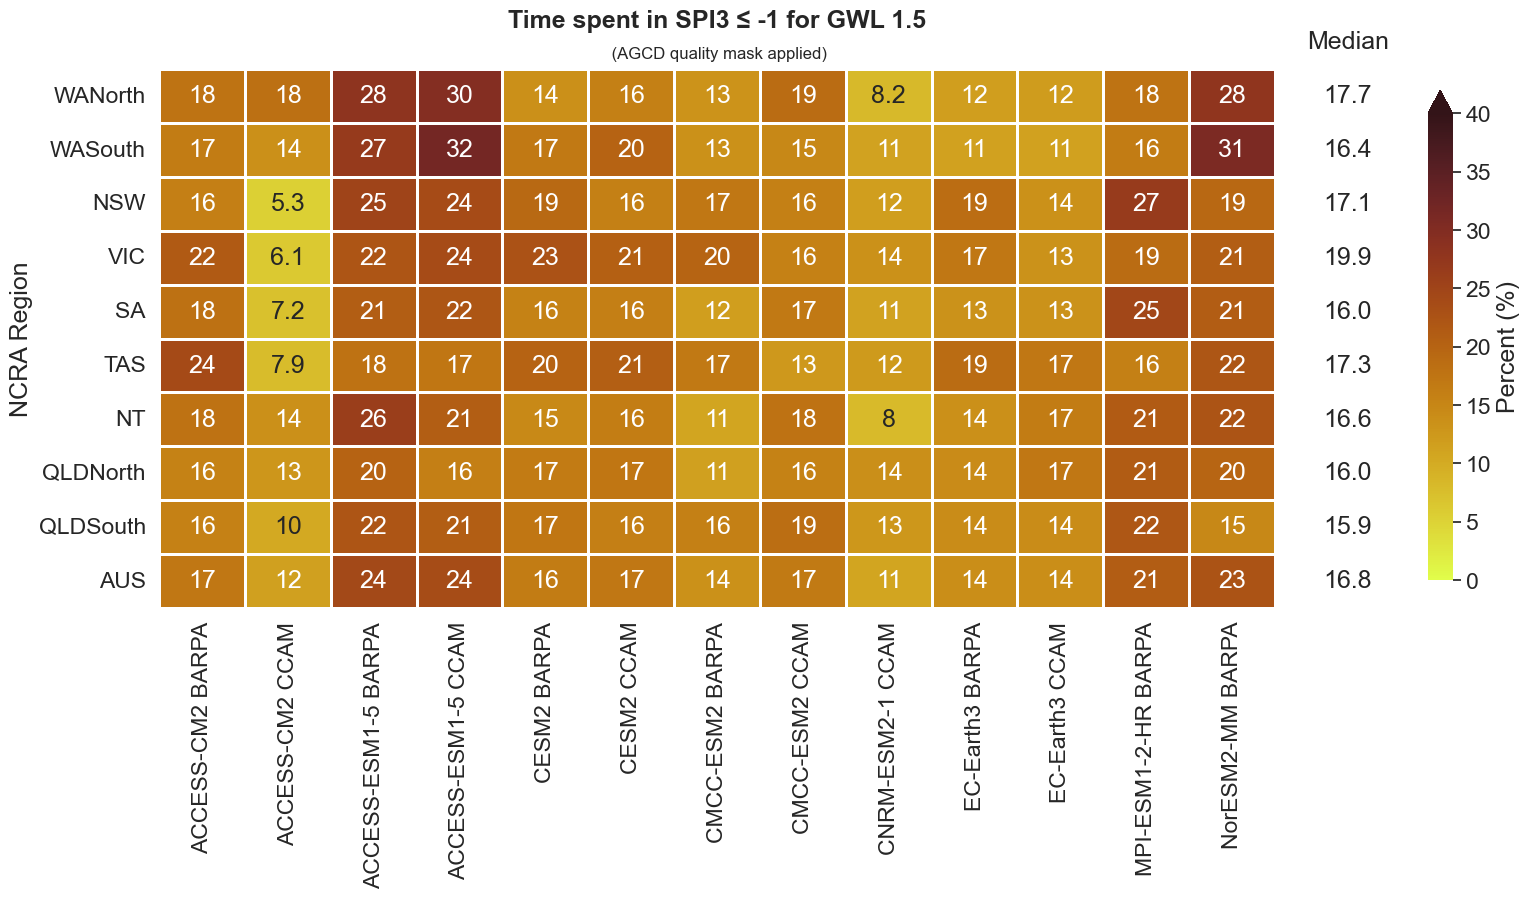 Time spent in SPI3 ≤ -1 for GWL 1.5
(AGCD quality mask applied)
Median
WANorth 18 18 28 30 14 16 13 19 8.2 12 12 18 28 17.7
WASouth 17 14 27 32 17 20 13 15 11 11 11 16 31 16.4
NSW 16 5.3 25 24 19 16 17 16 12 19 14 27 19 17.1
VIC 22 6.1 22 24 23 21 20 16 14 17 13 19 21 19.9
SA 18 7.2 21 22 16 16 12 17 11 13 13 25 21 16.0
TAS 24 7.9 18 17 20 21 17 13 12 19 17 16 22 17.3
NT 18 14 26 21 15 16 11 18 8 14 17 21 22 16.6
QLDNorth 16 13 20 16 17 17 11 16 14 14 17 21 20 16.0
QLDSouth 16 10 22 21 17 16 16 19 13 14 14 22 15 15.9
AUS 17 12 24 24 16 17 14 17 11 14 14 21 23 16.8
NCRA Region
ACCESS-CM2 BARPA
ACCESS-CM2 CCAM
ACCESS-ESM1-5 BARPA
ACCESS-ESM1-5 CCAM
CESM2 BARPA
CESM2 CCAM
CMCC-ESM2 BARPA
CMCC-ESM2 CCAM
CNRM-ESM2-1 CCAM
EC-Earth3 BARPA
EC-Earth3 CCAM
MPI-ESM1-2-HR BARPA
NorESM2-MM BARPA
40
35
30
25
20
15
10
5
0
Percent (%)